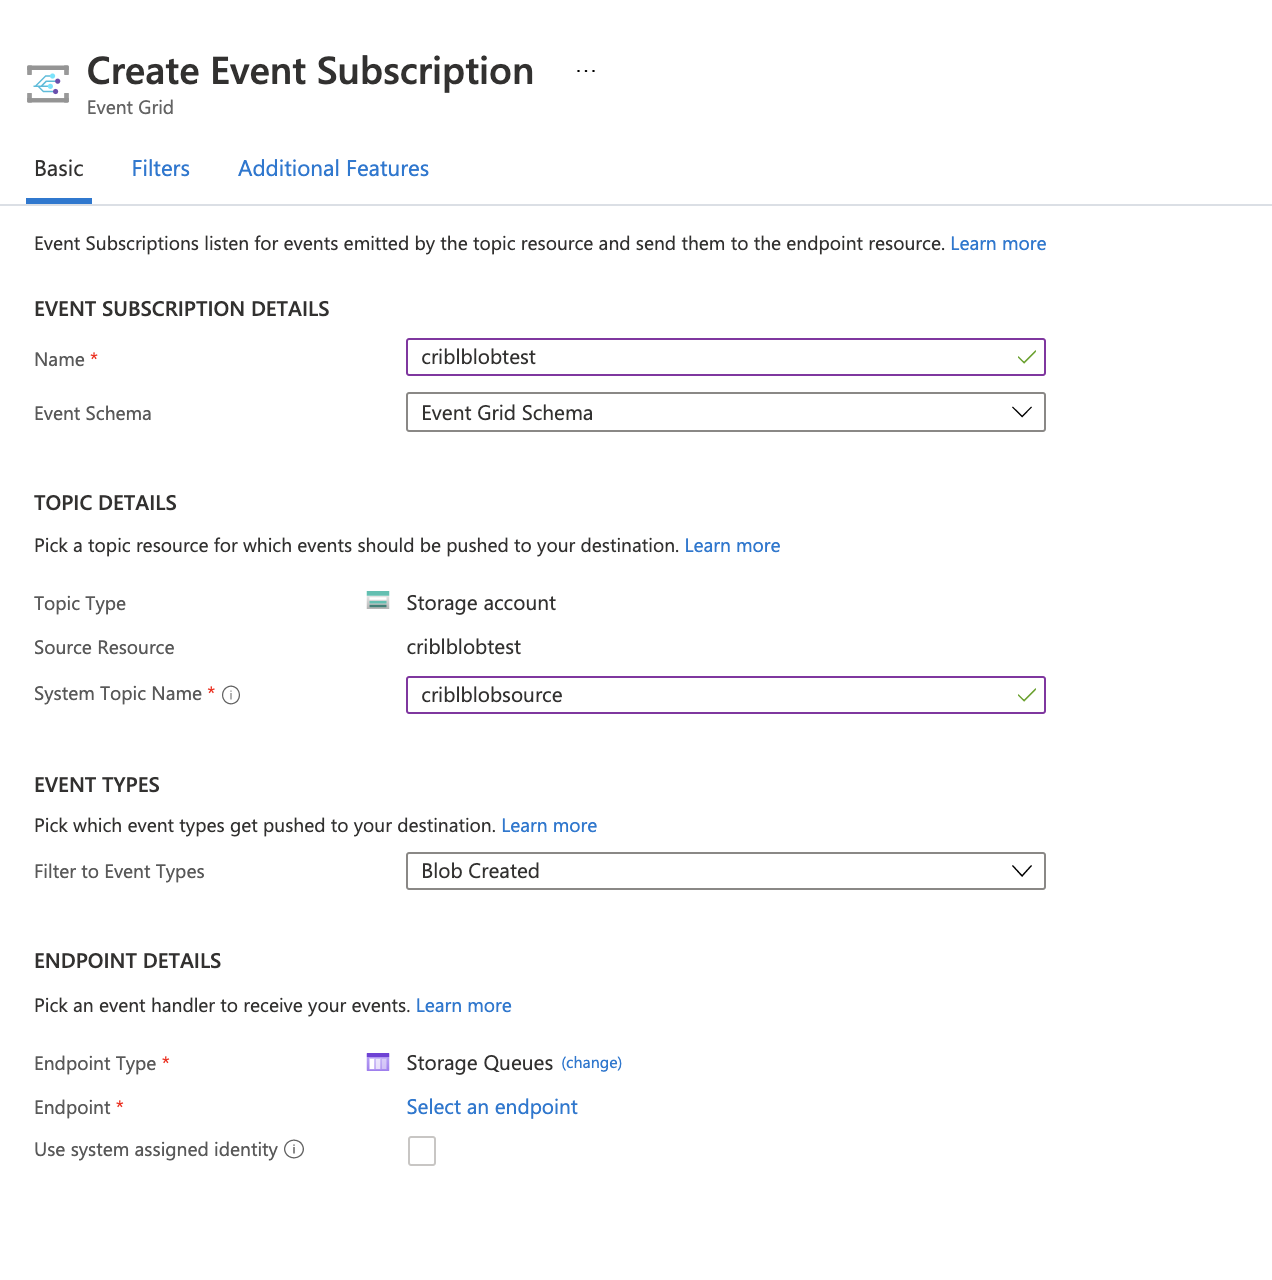 Create Event Subscription ...
Event Grid
Basic Filters Additional Features
Event Subscriptions listen for events emitted by the topic resource and send them to the endpoint resource. Learn more
EVENT SUBSCRIPTION DETAILS
Name * criblblobtest
Event Schema Event Grid Schema
TOPIC DETAILS
Pick a topic resource for which events should be pushed to your destination. Learn more
Topic Type Storage account
Source Resource criblblobtest
System Topic Name * criblblobsource
EVENT TYPES
Pick which event types get pushed to your destination. Learn more
Filter to Event Types Blob Created
ENDPOINT DETAILS
Pick an event handler to receive your events. Learn more
Endpoint Type * Storage Queues (change)
Endpoint * Select an endpoint
Use system assigned identity